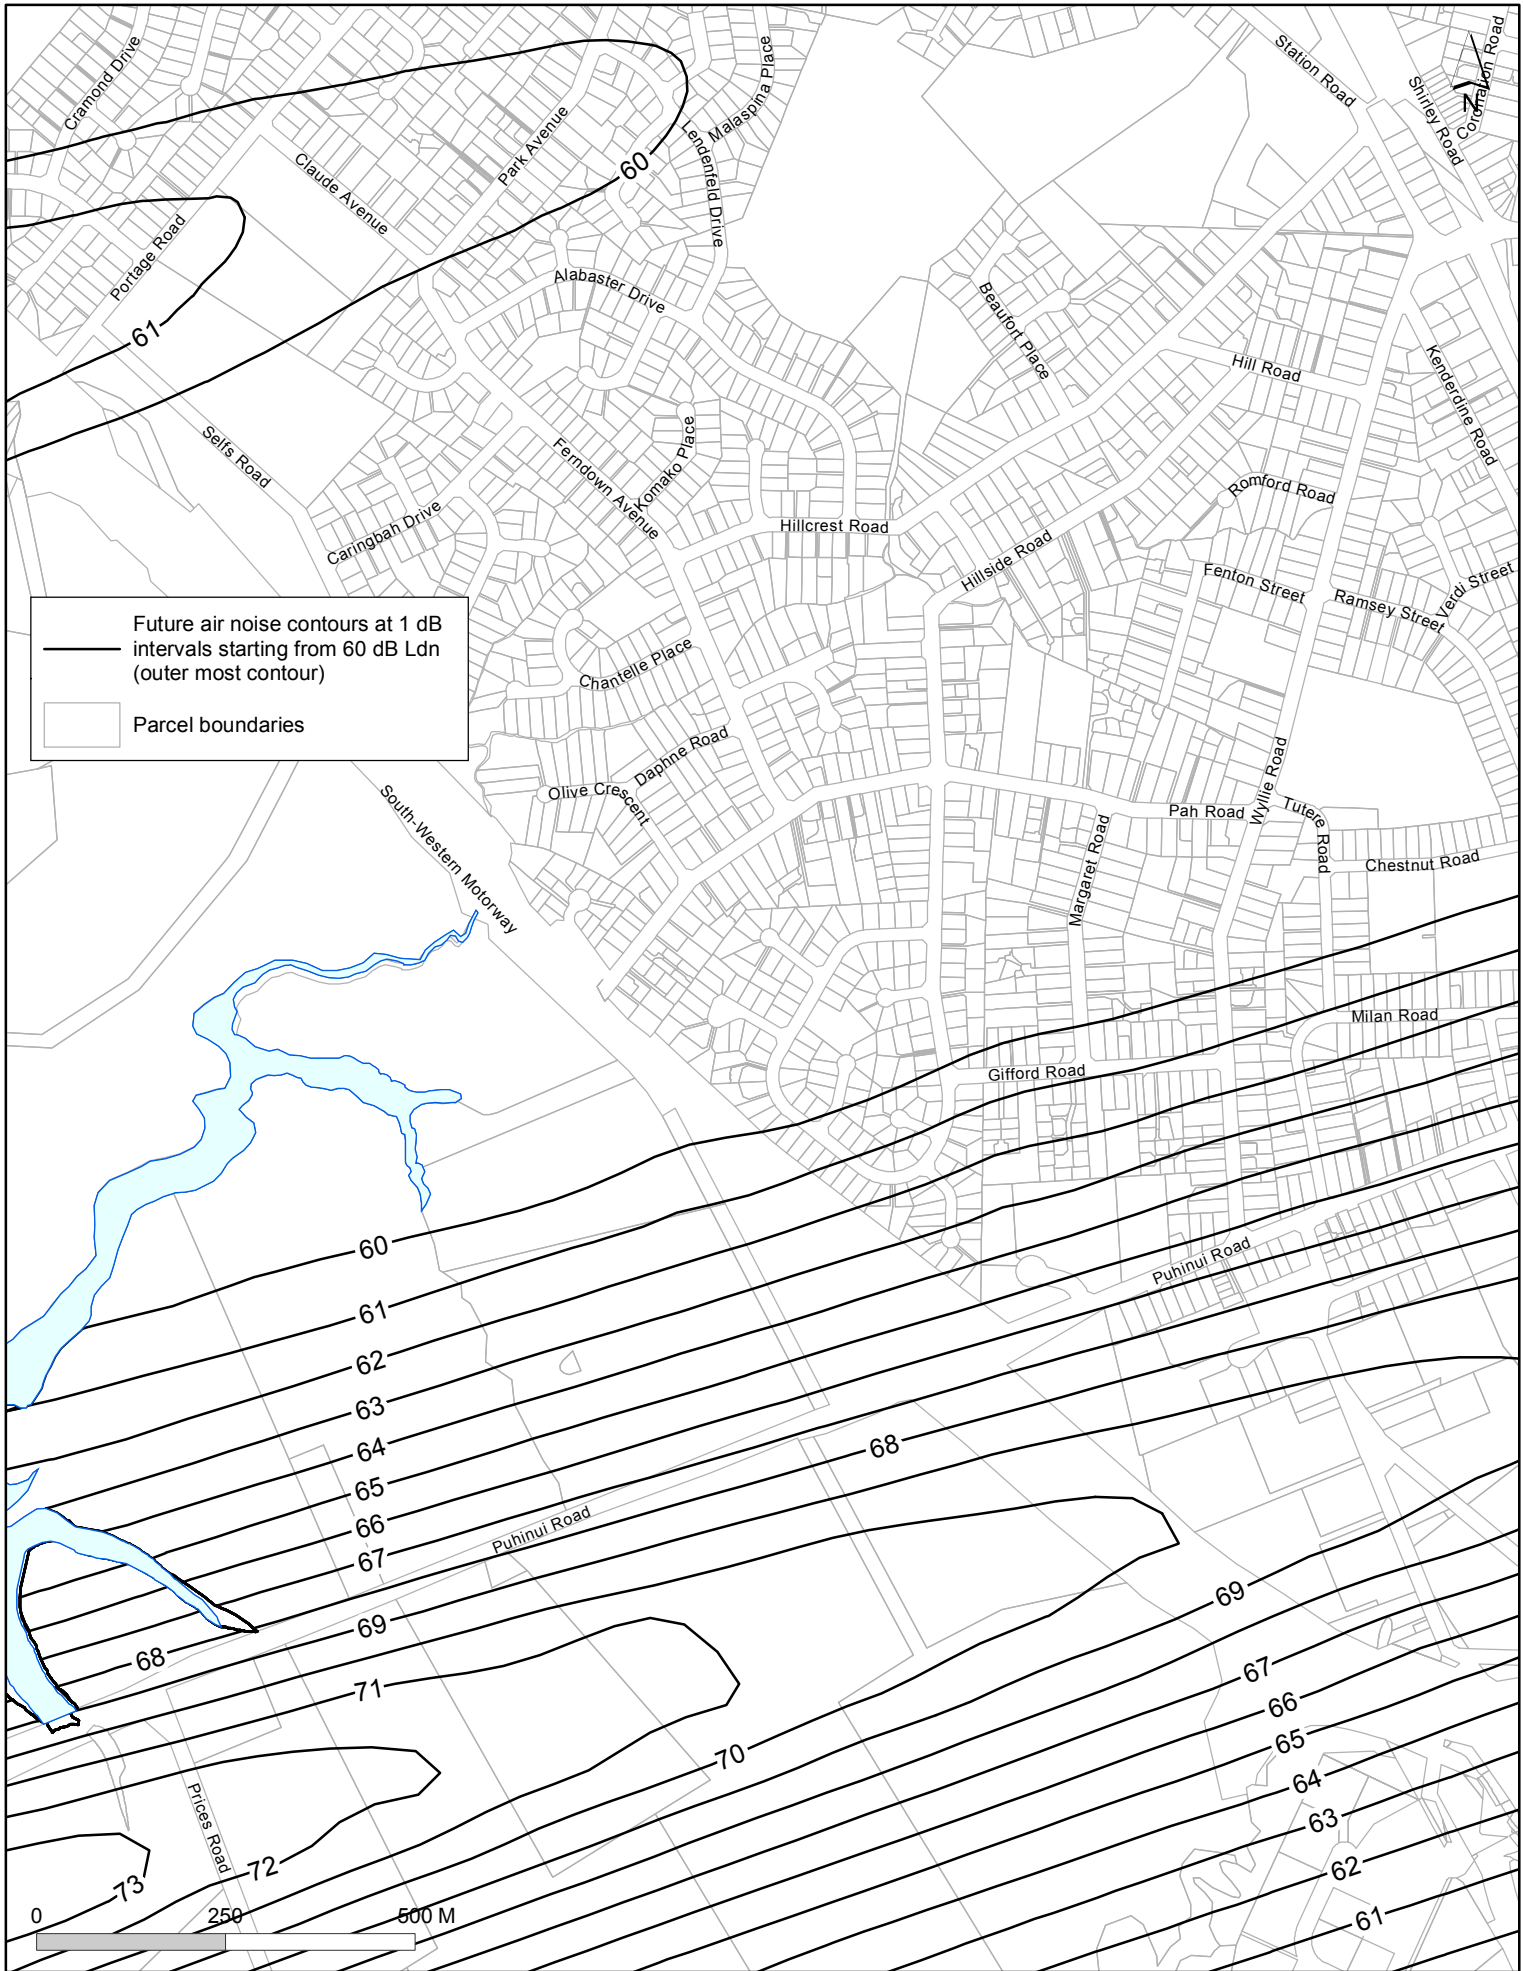 Cramond Drive
Malaspina Place
Station Road
Shirley Road
Coronation Road
N
Park Avenue
Lendenfeld Drive
Claude Avenue
60
Portage Road
Alabaster Drive
61
Beaufort Place
Hill Road
Kenderdine Road
Selfs Road
Ferndown Avenue
Komako Place
Romford Road
Caringbah Drive
Hillcrest Road
Hillside Road
Fenton Street
Ramsey Street
Verdi Street
Future air noise contours at 1 dB
intervals starting from 60 dB Ldn
(outer most contour)
Parcel boundaries
Chantelle Place
Daphne Road
Olive Crescent
South-Western Motorway
Wyllie Road
Pah Road
Tutere Road
Margaret Road
Chestnut Road
Milan Road
Gifford Road
60
Puhinui Road
61
62
63
64
68
65
66
Puhinui Road
67
69
69
68
67
71
66
65
70
64
Prices Road
63
72
62
73
61
0 250 500 M